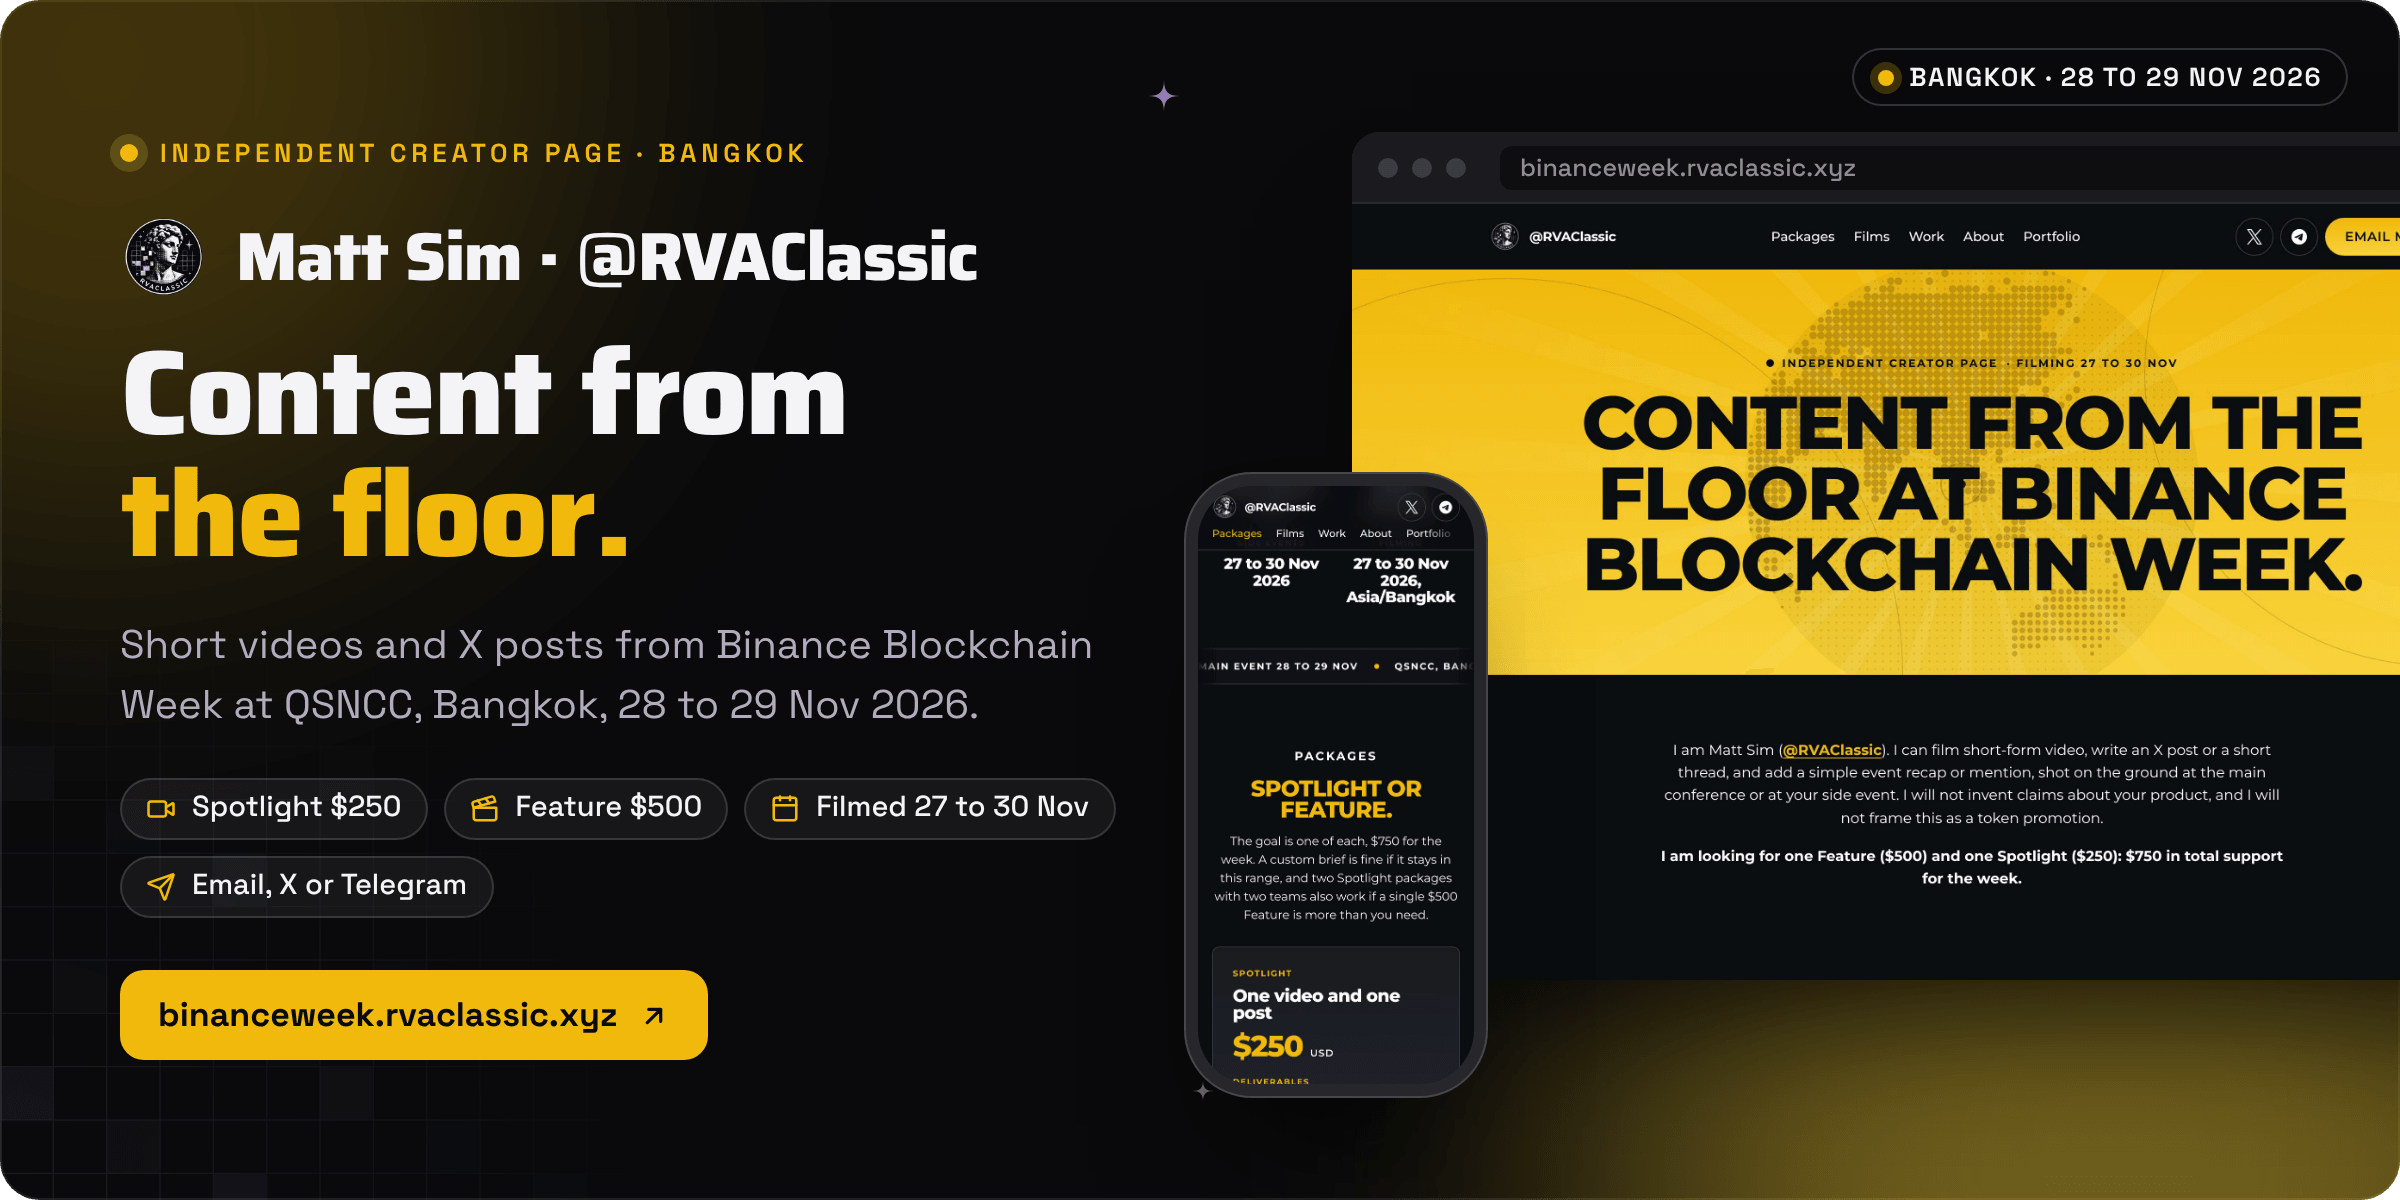 BANGKOK · 28 TO 29 NOV 2026
INDEPENDENT CREATOR PAGE · BANGKOK
RVACLASSIC
Matt Sim · @RVAClassic
Content from
the floor.
Short videos and X posts from Binance Blockchain
Week at QSNCC, Bangkok, 28 to 29 Nov 2026.
Spotlight $250
Feature $500
Filmed 27 to 30 Nov
Email, X or Telegram
binanceweek.rvaclassic.xyz
binanceweek.rvaclassic.xyz
@RVAClassic
Packages Films Work About Portfolio
EMAIL
INDEPENDENT CREATOR PAGE · FILMING 27 TO 30 NOV
CONTENT FROM THE
FLOOR AT BINANCE
BLOCKCHAIN WEEK.
I am Matt Sim (@RVAClassic). I can film short-form video, write an X post or a short
thread, and add a simple event recap or mention, shot on the ground at the main
conference or at your side event. I will not invent claims about your product, and I will
not frame this as a token promotion.
I am looking for one Feature ($500) and one Spotlight ($250): $750 in total support
for the week.
@RVAClassic
Packages Films Work About Portfolio
27 to 30 Nov
2026
27 to 30 Nov
2026,
Asia/Bangkok
MAIN EVENT 28 TO 29 NOV • QSNCC,
PACKAGES
SPOTLIGHT OR
FEATURE.
The goal is one of each, $750 for the
week. A custom brief is fine if it stays in
this range, and two Spotlight packages
with two teams also work if a single $500
Feature is more than you need.
SPOTLIGHT
One video and one
post
$250 USD
DELIVERABLES